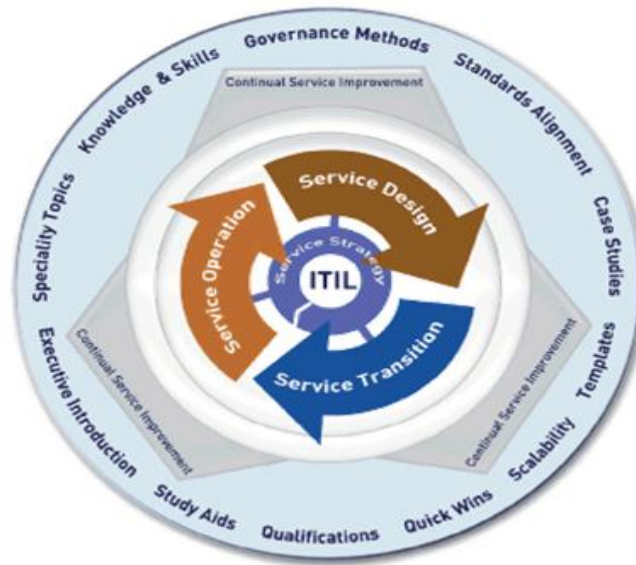 Governance Methods
Standards Alignment
Case Studies
Templates
Scalability
Quick Wins
Qualifications
Study Aids
Executive Introduction
Speciality Topics
Knowledge & Skills
Continual Service Improvement
Continual Service Improvement
Continual Service Improvement
Service Design
Service Transition
Service Operation
Service Strategy
ITIL